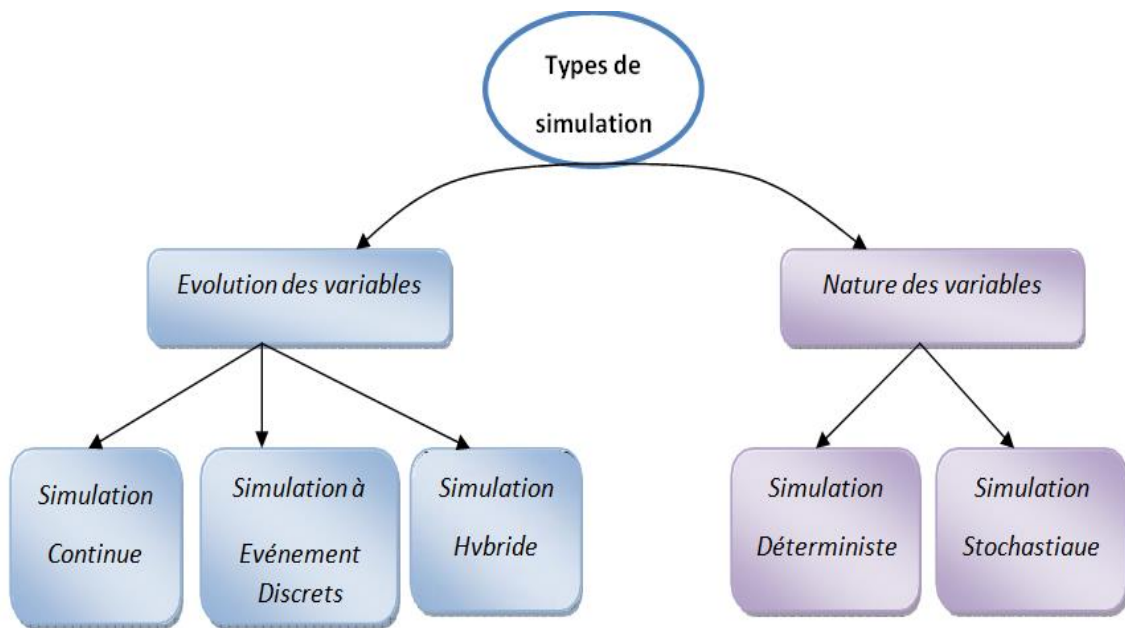 Types de
simulation
Evolution des variables
Nature des variables
Simulation
Continue
Simulation à
Evénement
Discrets
Simulation
Hvbride
Simulation
Déterministe
Simulation
Stochastiaue